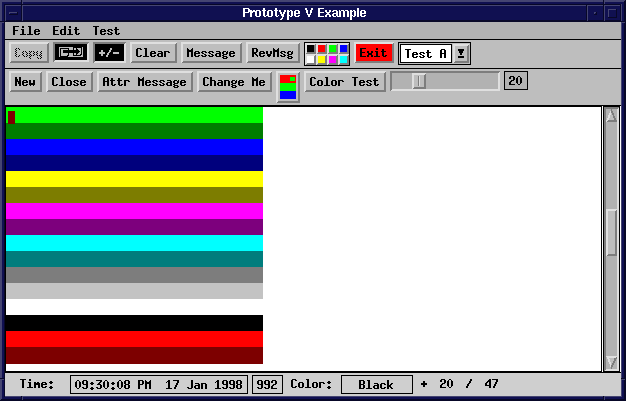 Prototype V Example
File Edit Test
Copy +/- Clear Message RevMsg Exit Test A
New Close Attr Message Change Me Color Test 20
Time: 09:30:08 PM 17 Jan 1998 992 Color: Black + 20 / 47